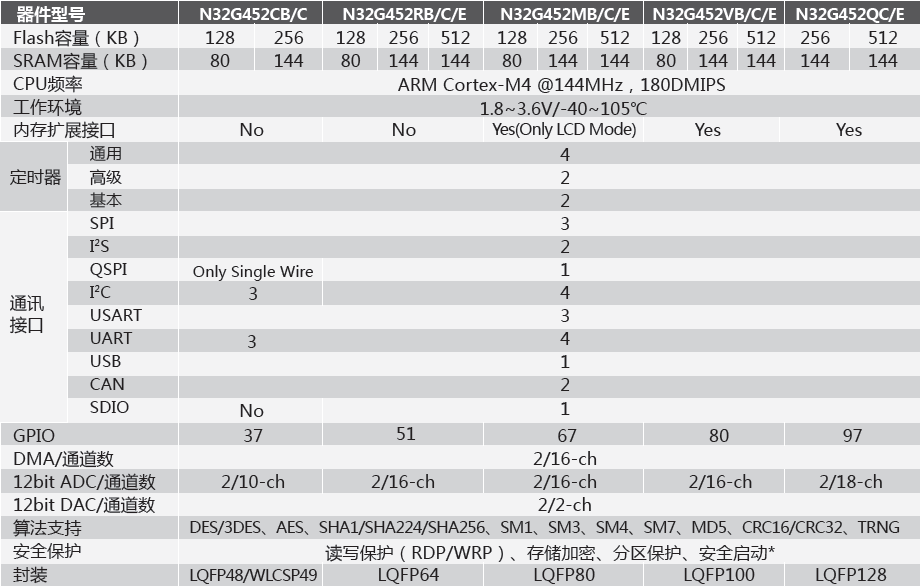 器件型号 N32G452CB/C N32G452RB/C/E N32G452MB/C/E N32G452VB/C/E N32G452QC/E
Flash容量（KB） 128 256 128 256 512 128 256 512 128 256 512 256 512
SRAM容量（KB） 80 144 80 144 144 80 144 144 80 144 144 144 144
CPU频率 ARM Cortex-M4 @144MHz，180DMIPS
工作环境 1.8~3.6V/-40~105℃
内存扩展接口 No No Yes(Only LCD Mode) Yes Yes
定时器 通用 4
高级 2
基本 2
通讯接口 SPI 3
I²S 2
QSPI Only Single Wire 1
I²C 3 4
USART 3
UART 3 4
USB 1
CAN 2
SDIO No 1
GPIO 37 51 67 80 97
DMA/通道数 2/16-ch
12bit ADC/通道数 2/10-ch 2/16-ch 2/16-ch 2/16-ch 2/18-ch
12bit DAC/通道数 2/2-ch
算法支持 DES/3DES、AES、SHA1/SHA224/SHA256、SM1、SM3、SM4、SM7、MD5、CRC16/CRC32、TRNG
安全保护 读写保护（RDP/WRP）、存储加密、分区保护、安全启动*
封装 LQFP48/WLCSP49 LQFP64 LQFP80 LQFP100 LQFP128